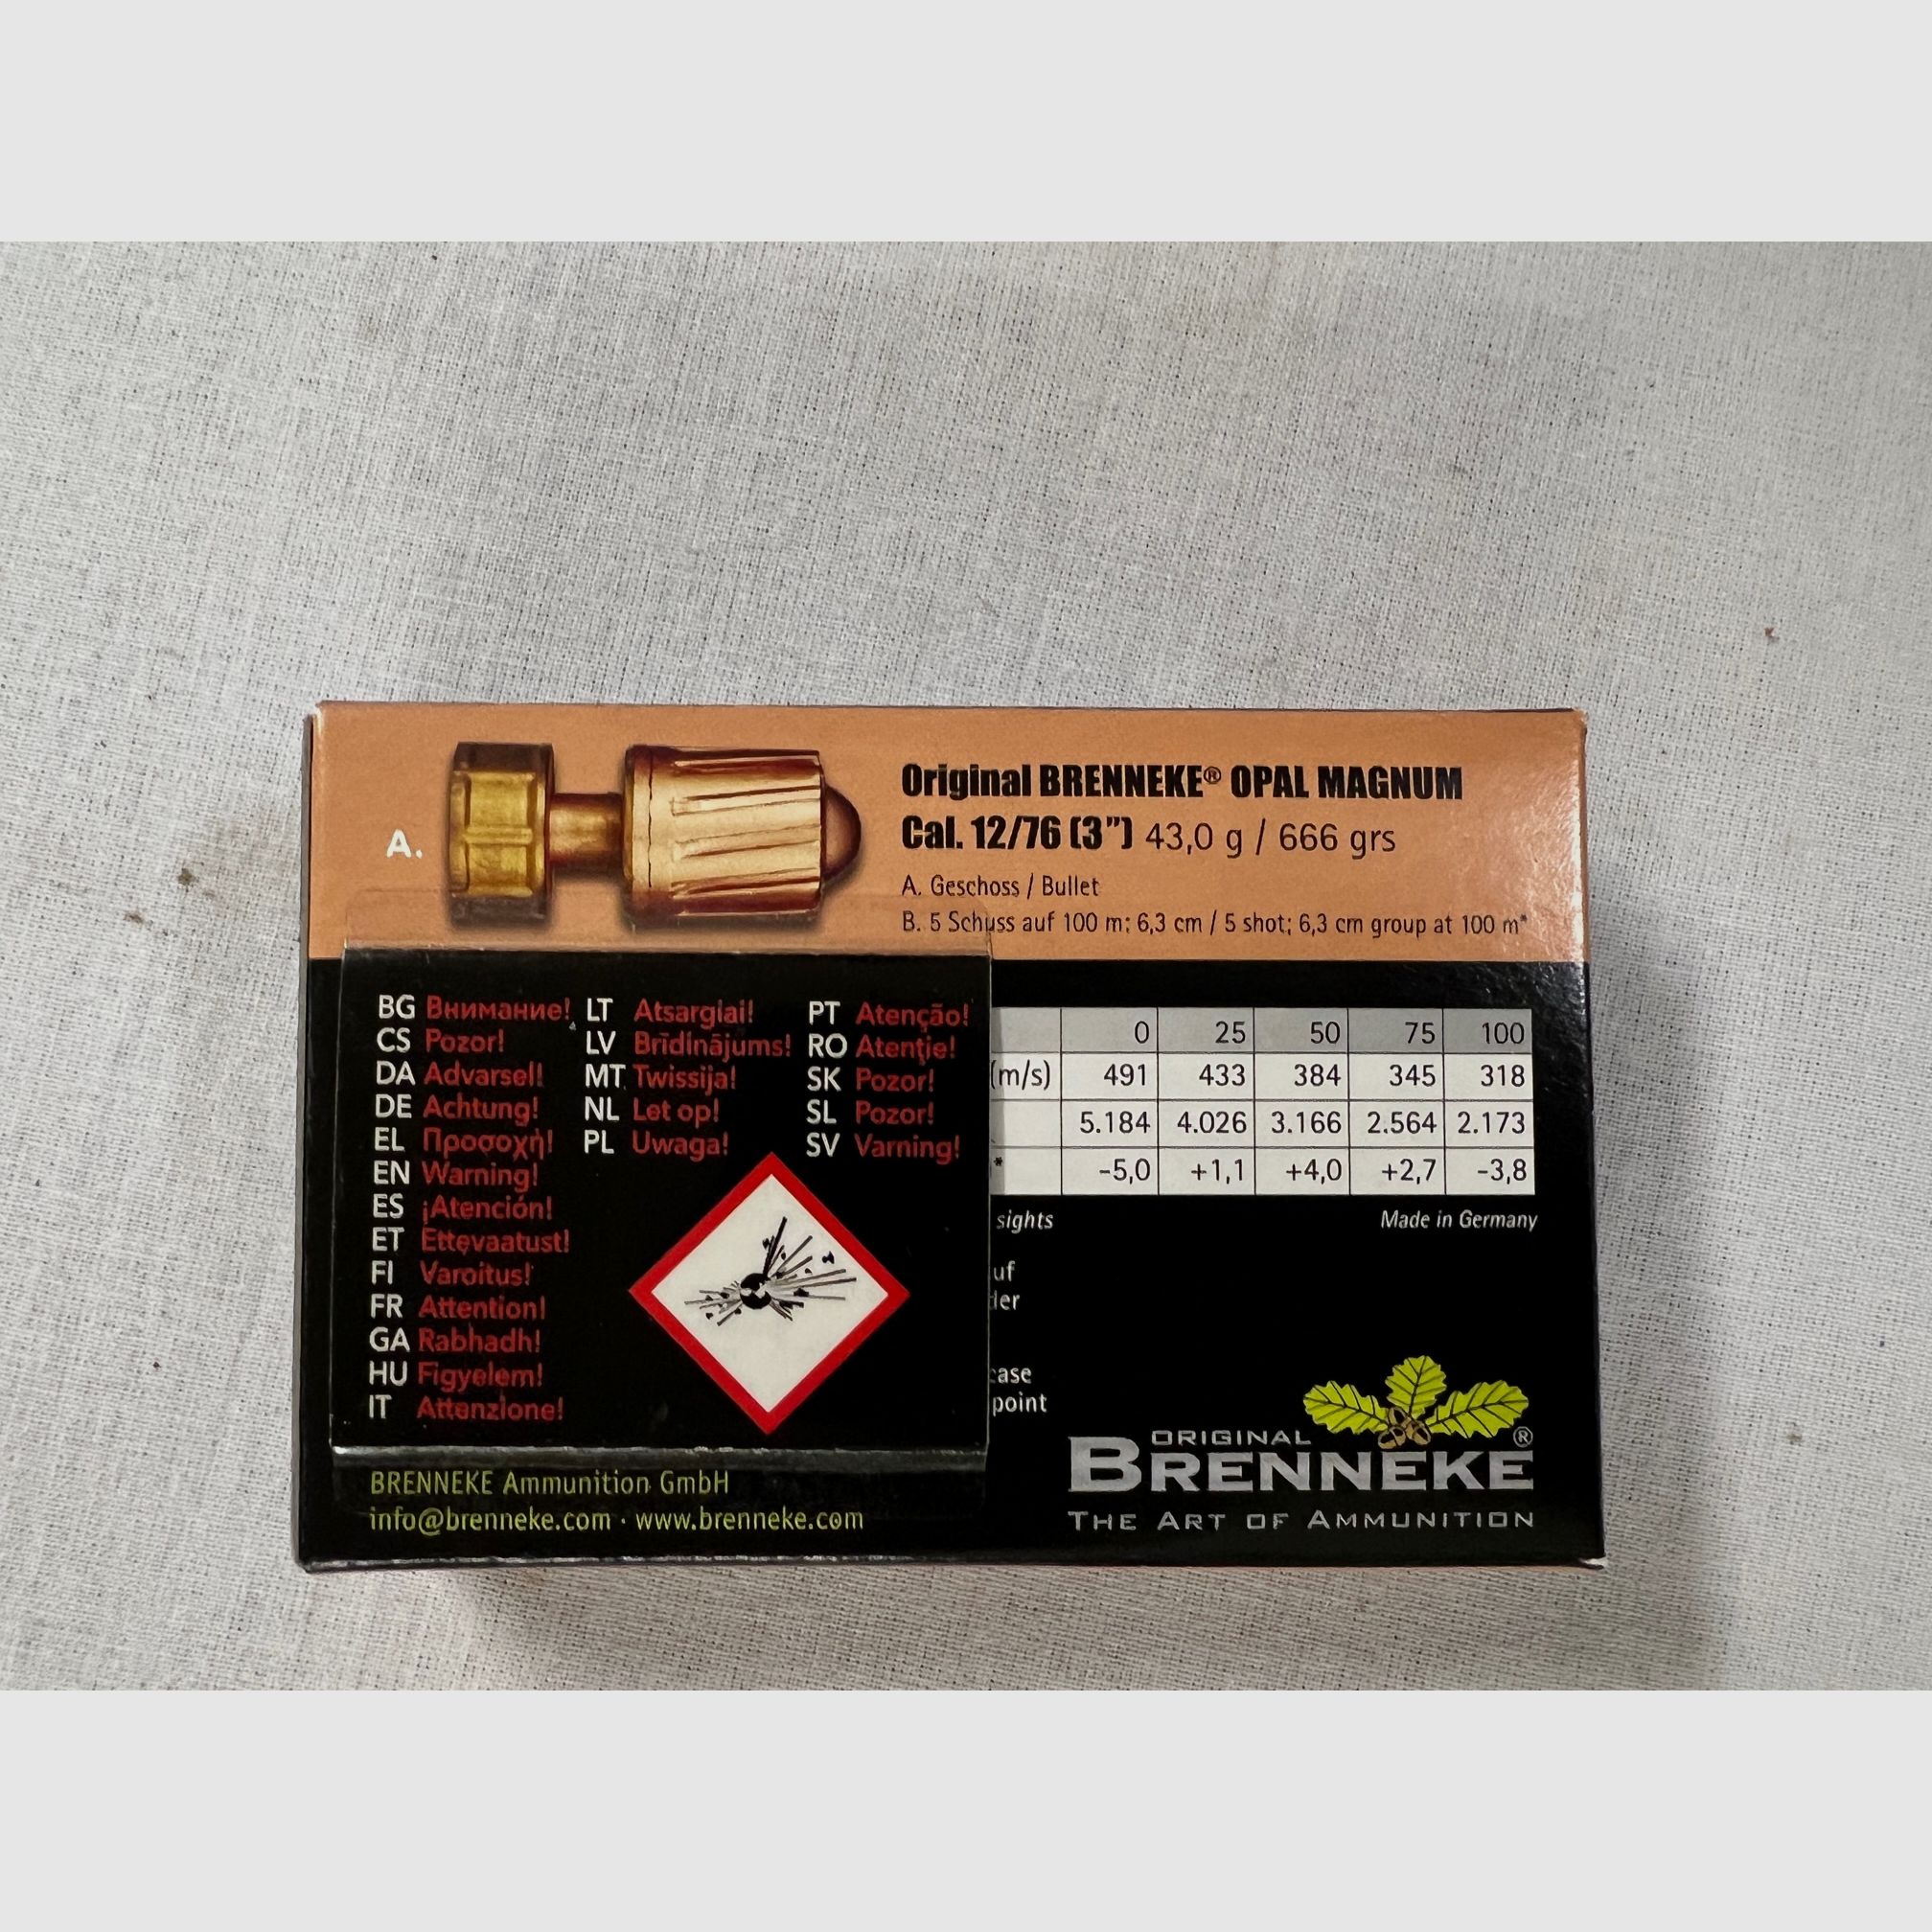 A.
Original BRENNEKE® OPAL MAGNUM
Cal. 12/76 (3") 43,0 g / 666 grs
A. Geschoss / Bullet
B. 5 Schuss auf 100 m: 6,3 cm / 5 shot; 6,3 cm group at 100 m*
BG Внимание! LT Atsargiai! PT Atenção!
CS Pozor! LV Brīdinājums! RO Atenţie!
DA Advarsel! MT Twissija! SK Pozor!
DE Achtung! NL Let op! SL Pozor!
EL Προσοχή! PL Uwaga! SV Varning!
EN Warning!
ES ¡Atención!
ET Ettevaatust!
FI Varoitus!
FR Attention!
GA Rabhadh!
HU Figyelem!
IT Attenzione!
0 25 50 75 100
(m/s) 491 433 384 345 318
5.184 4.026 3.166 2.564 2.173
* -5,0 +1,1 +4,0 +2,7 -3,8
sights Made in Germany
point
BRENNEKE Ammunition GmbH
info@brenneke.com · www.brenneke.com
ORIGINAL
BRENNEKE®
THE ART OF AMMUNITION